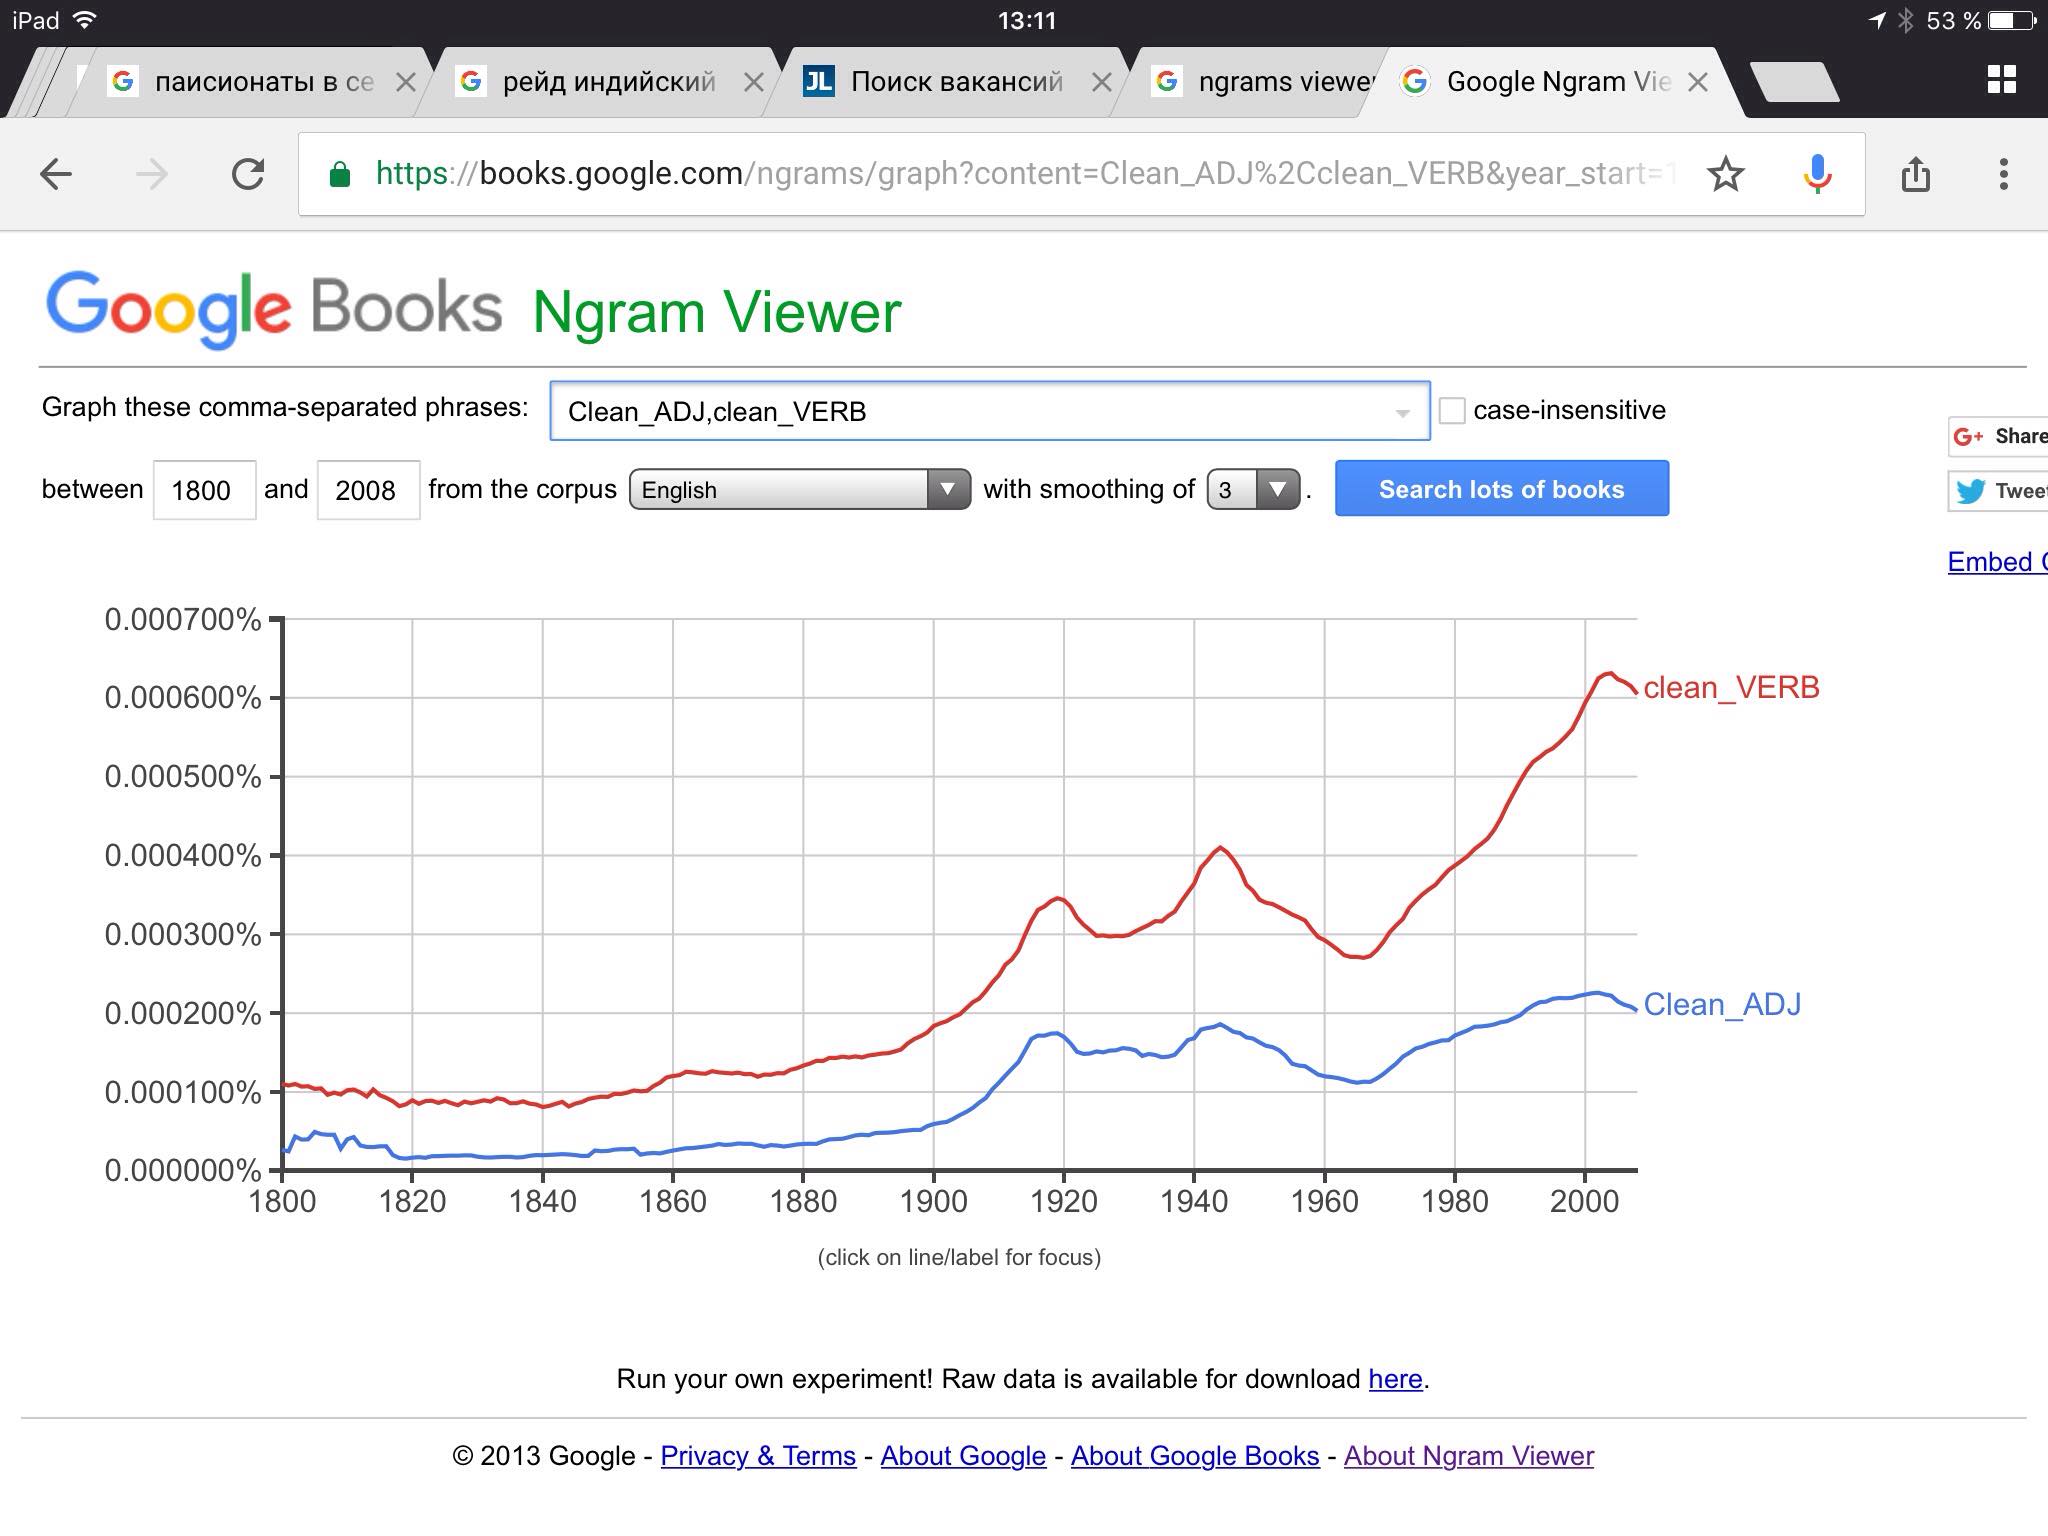 iPad 13:11 53 %
паисионаты в се рейд индийский Поиск вакансий ngrams viewer Google Ngram Vie
https://books.google.com/ngrams/graph?content=Clean_ADJ%2Cclean_VERB&year_start=1
Google Books Ngram Viewer
Graph these comma-separated phrases: Clean_ADJ,clean_VERB case-insensitive
G+ Share
between 1800 and 2008 from the corpus English with smoothing of 3 . Search lots of books
Tweet
Embed C
0.000700%
clean_VERB
0.000600%
0.000500%
0.000400%
0.000300%
0.000200%
Clean_ADJ
0.000100%
0.000000%
1800 1820 1840 1860 1880 1900 1920 1940 1960 1980 2000
(click on line/label for focus)
Run your own experiment! Raw data is available for download here.
© 2013 Google - Privacy & Terms - About Google - About Google Books - About Ngram Viewer